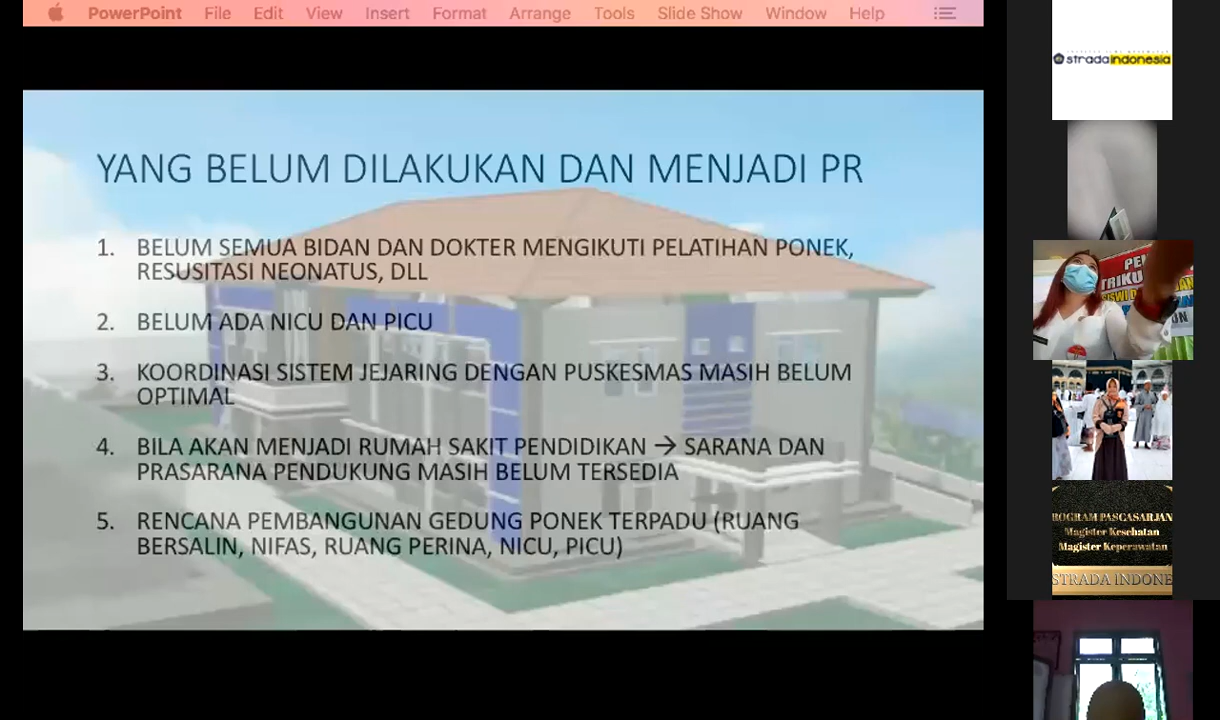 PowerPoint File Edit View Insert Format Arrange Tools Slide Show Window Help
YANG BELUM DILAKUKAN DAN MENJADI PR
1. BELUM SEMUA BIDAN DAN DOKTER MENGIKUTI PELATIHAN PONEK,
RESUSITASI NEONATUS, DLL
2. BELUM ADA NICU DAN PICU
3. KOORDINASI SISTEM JEJARING DENGAN PUSKESMAS MASIH BELUM
OPTIMAL
4. BILA AKAN MENJADI RUMAH SAKIT PENDIDIKAN → SARANA DAN
PRASARANA PENDUKUNG MASIH BELUM TERSEDIA
5. RENCANA PEMBANGUNAN GEDUNG PONEK TERPADU (RUANG
BERSALIN, NIFAS, RUANG PERINA, NICU, PICU)
stradaindonesia
PE
TRIKU
ROGRAM PASCASARJAN
Magister Kesehatan
Magister Keperawatan
STRADA INDONE